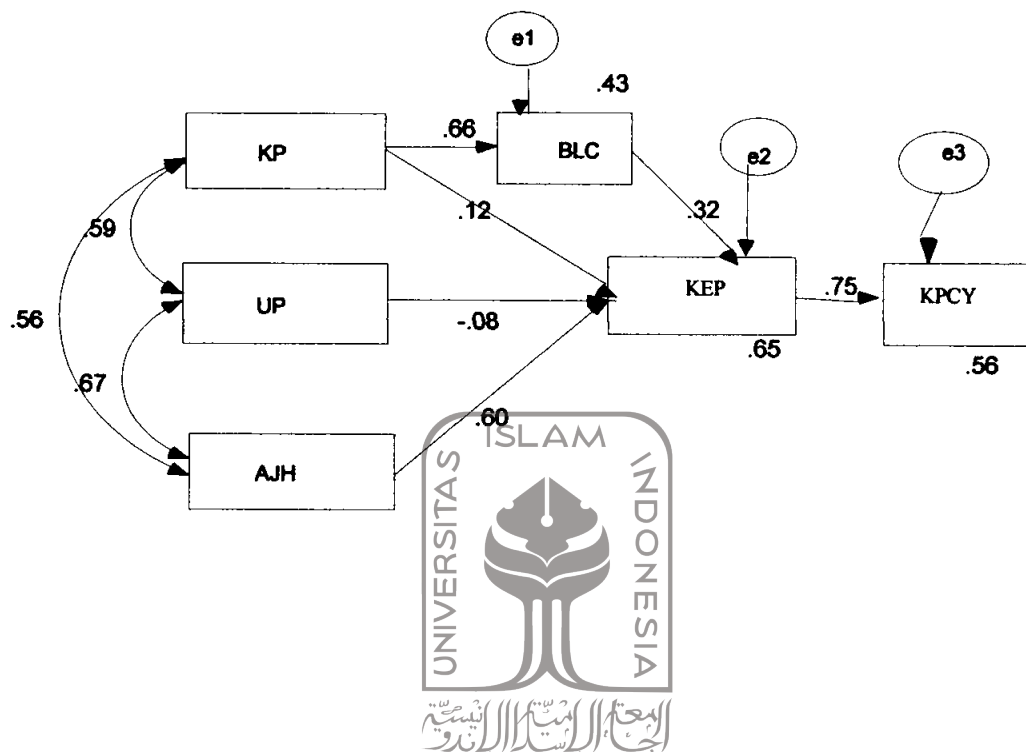 e1
.43
.66
KP
BLC
e2
e3
.59
.12
.32
KEP
.75
KPCY
UP
-.08
.56
.65
.56
.67
.60
AJH
ISLAM
UNIVERSITAS
INDONESIA